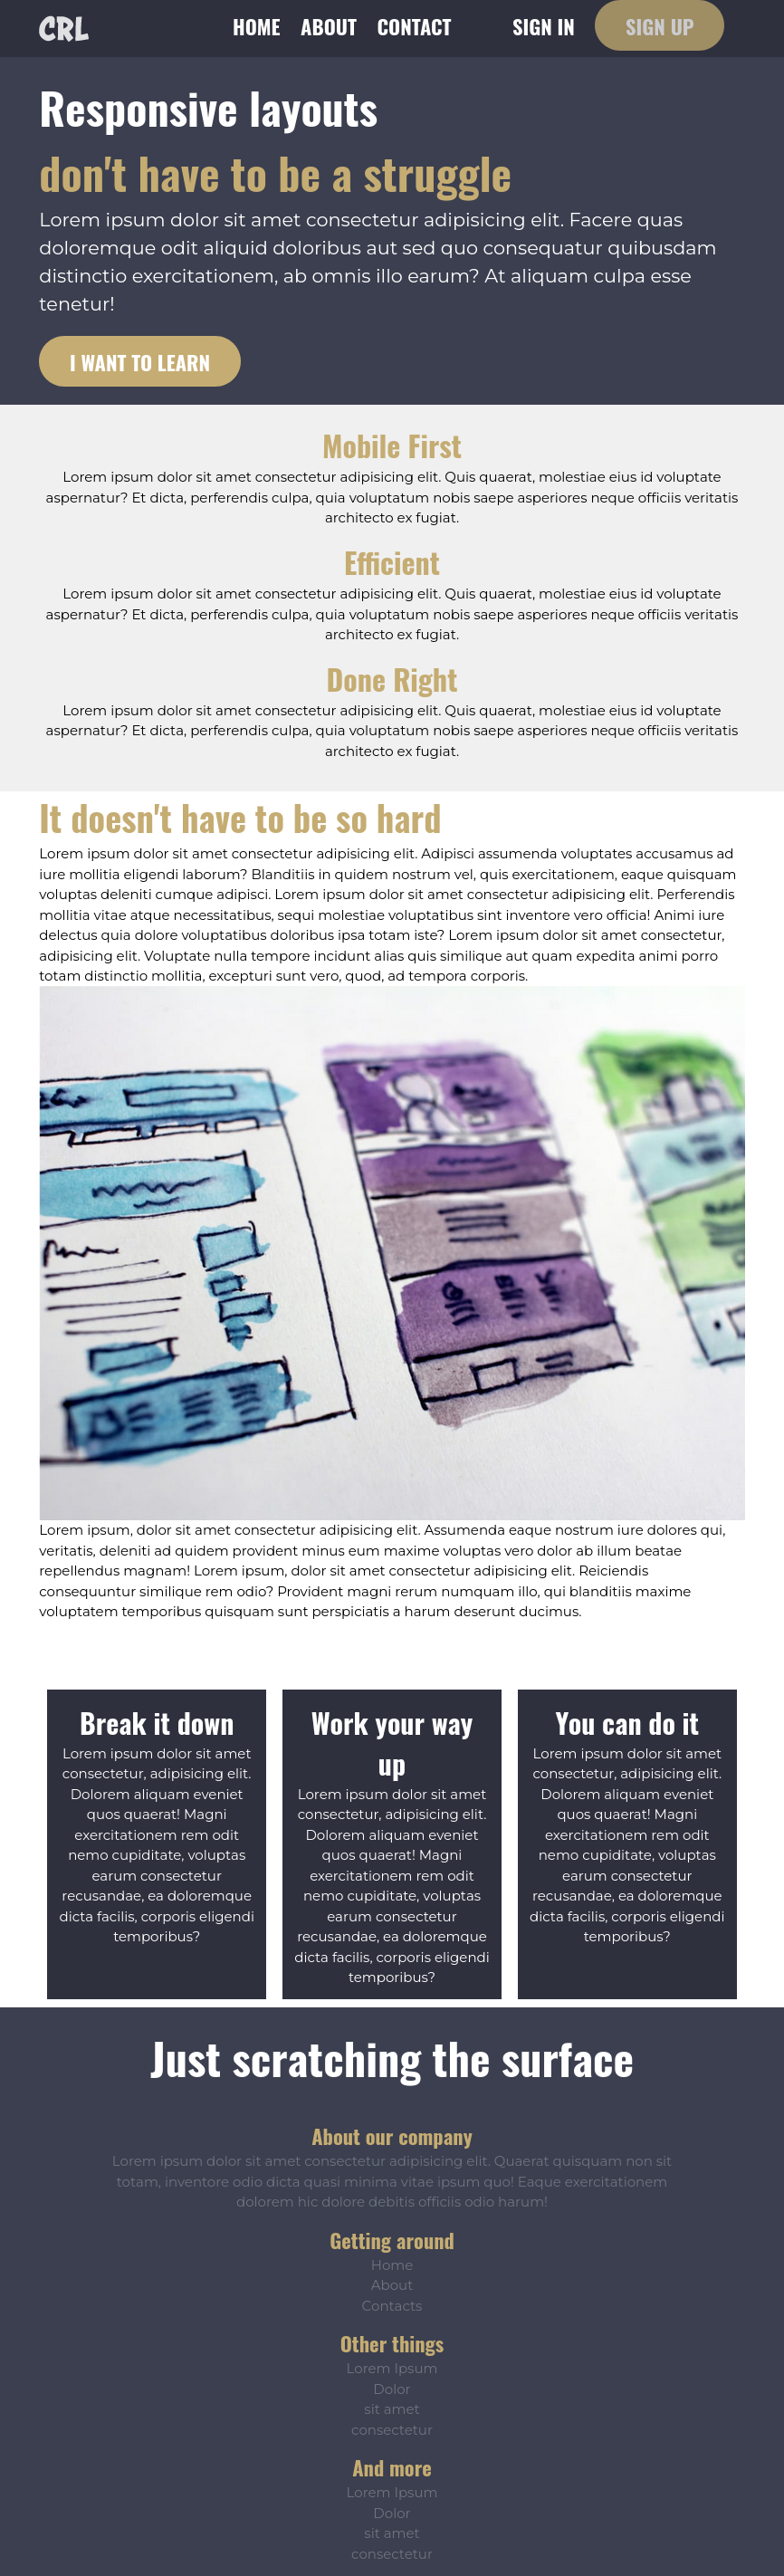 CRL
HOME ABOUT CONTACT SIGN IN SIGN UP
Responsive layouts
don't have to be a struggle
Lorem ipsum dolor sit amet consectetur adipisicing elit. Facere quas
doloremque odit aliquid doloribus aut sed quo consequatur quibusdam
distinctio exercitationem, ab omnis illo earum? At aliquam culpa esse
tenetur!
I WANT TO LEARN
Mobile First
Lorem ipsum dolor sit amet consectetur adipisicing elit. Quis quaerat, molestiae eius id voluptate
aspernatur? Et dicta, perferendis culpa, quia voluptatum nobis saepe asperiores neque officiis veritatis
architecto ex fugiat.
Efficient
Lorem ipsum dolor sit amet consectetur adipisicing elit. Quis quaerat, molestiae eius id voluptate
aspernatur? Et dicta, perferendis culpa, quia voluptatum nobis saepe asperiores neque officiis veritatis
architecto ex fugiat.
Done Right
Lorem ipsum dolor sit amet consectetur adipisicing elit. Quis quaerat, molestiae eius id voluptate
aspernatur? Et dicta, perferendis culpa, quia voluptatum nobis saepe asperiores neque officiis veritatis
architecto ex fugiat.
It doesn't have to be so hard
Lorem ipsum dolor sit amet consectetur adipisicing elit. Adipisci assumenda voluptates accusamus ad
iure mollitia eligendi laborum? Blanditiis in quidem nostrum vel, quis exercitationem, eaque quisquam
voluptas deleniti cumque adipisci. Lorem ipsum dolor sit amet consectetur adipisicing elit. Perferendis
mollitia vitae atque necessitatibus, sequi molestiae voluptatibus sint inventore vero officia! Animi iure
delectus quia dolore voluptatibus doloribus ipsa totam iste? Lorem ipsum dolor sit amet consectetur,
adipisicing elit. Voluptate nulla tempore incidunt alias quis similique aut quam expedita animi porro
totam distinctio mollitia, excepturi sunt vero, quod, ad tempora corporis.
Lorem ipsum, dolor sit amet consectetur adipisicing elit. Assumenda eaque nostrum iure dolores qui,
veritatis, deleniti ad quidem provident minus eum maxime voluptas vero dolor ab illum beatae
repellendus magnam! Lorem ipsum, dolor sit amet consectetur adipisicing elit. Reiciendis
consequuntur similique rem odio? Provident magni rerum numquam illo, qui blanditiis maxime
voluptatem temporibus quisquam sunt perspiciatis a harum deserunt ducimus.
Break it down
Lorem ipsum dolor sit amet
consectetur, adipisicing elit.
Dolorem aliquam eveniet
quos quaerat! Magni
exercitationem rem odit
nemo cupiditate, voluptas
earum consectetur
recusandae, ea doloremque
dicta facilis, corporis eligendi
temporibus?
Work your way
up
Lorem ipsum dolor sit amet
consectetur, adipisicing elit.
Dolorem aliquam eveniet
quos quaerat! Magni
exercitationem rem odit
nemo cupiditate, voluptas
earum consectetur
recusandae, ea doloremque
dicta facilis, corporis eligendi
temporibus?
You can do it
Lorem ipsum dolor sit amet
consectetur, adipisicing elit.
Dolorem aliquam eveniet
quos quaerat! Magni
exercitationem rem odit
nemo cupiditate, voluptas
earum consectetur
recusandae, ea doloremque
dicta facilis, corporis eligendi
temporibus?
Just scratching the surface
About our company
Lorem ipsum dolor sit amet consectetur adipisicing elit. Quaerat quisquam non sit
totam, inventore odio dicta quasi minima vitae ipsum quo! Eaque exercitationem
dolorem hic dolore debitis officiis odio harum!
Getting around
Home
About
Contacts
Other things
Lorem Ipsum
Dolor
sit amet
consectetur
And more
Lorem Ipsum
Dolor
sit amet
consectetur